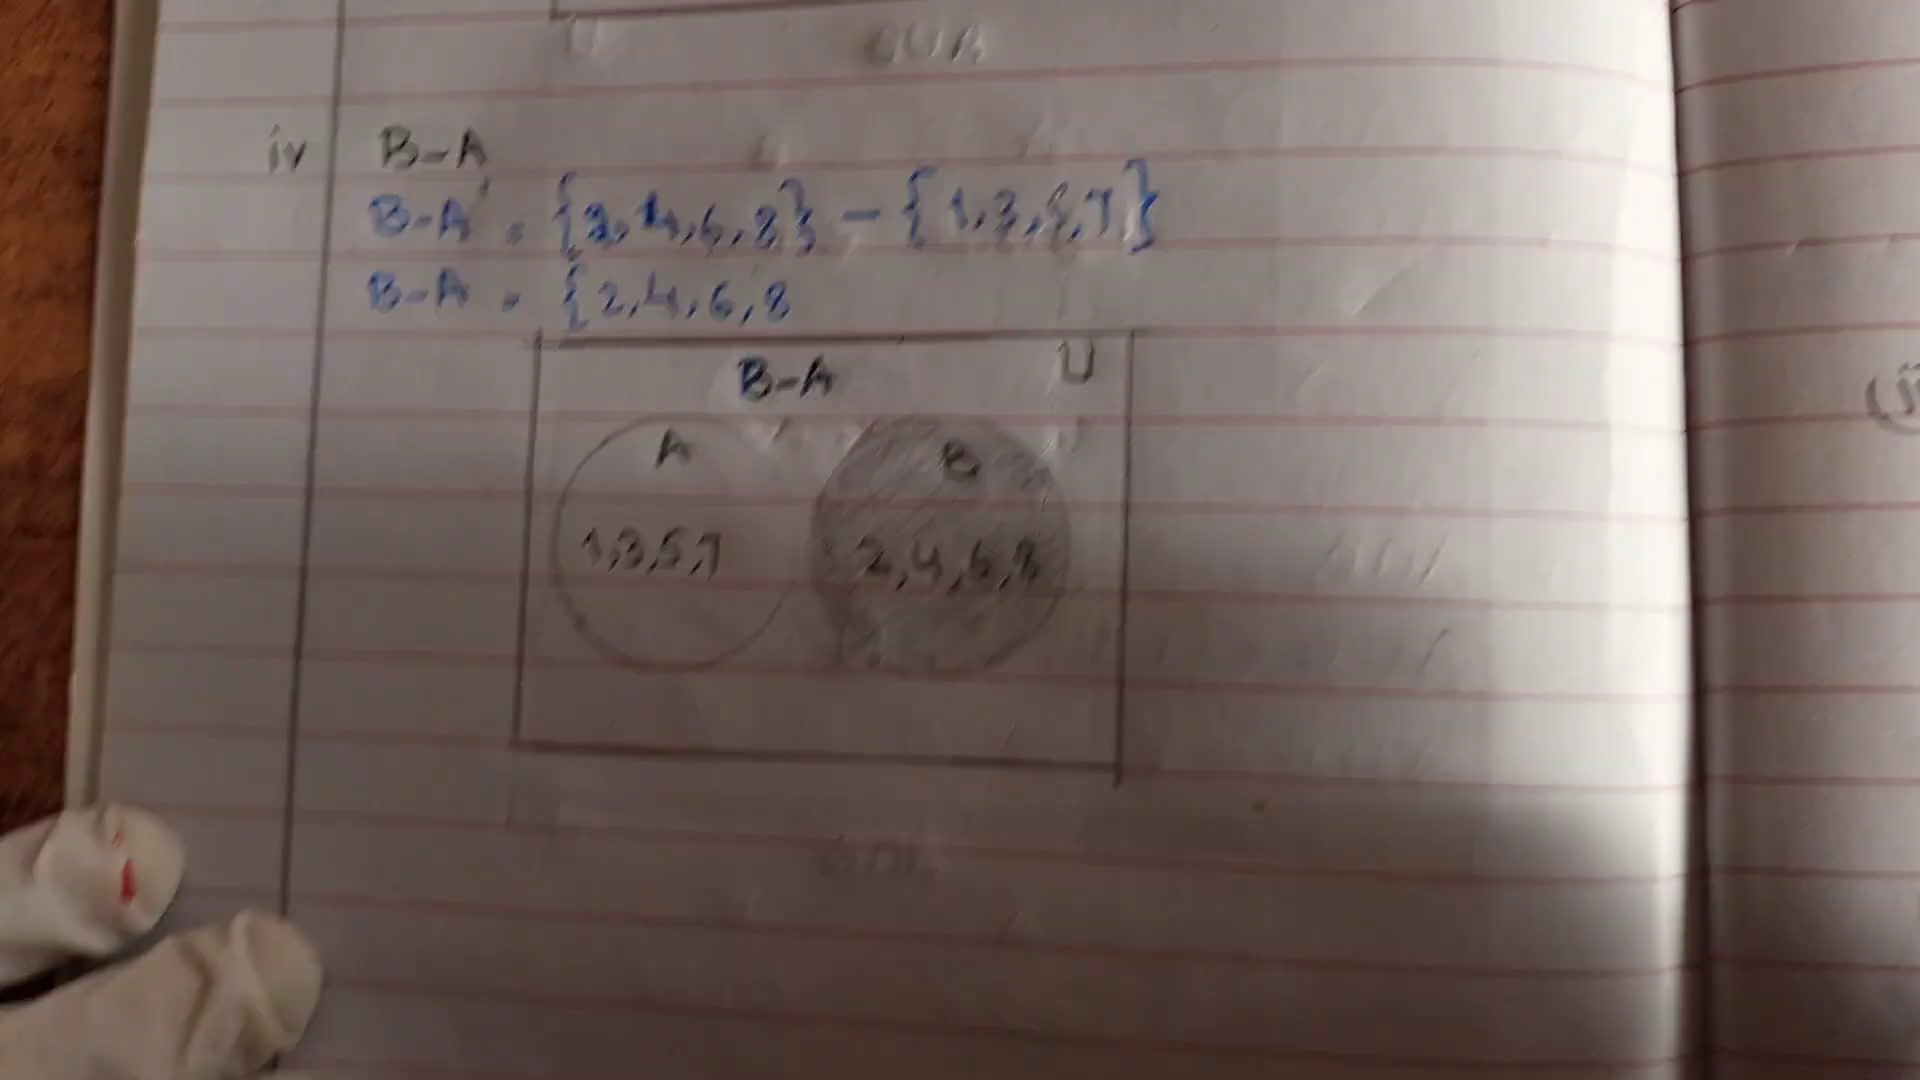 iv B-A
B-A' = {2, 4, 6, 8} - {1, 3, 5, 7}
B-A = {2, 4, 6, 8
B-A U
A B
1,3,5,7 2,4,6,8